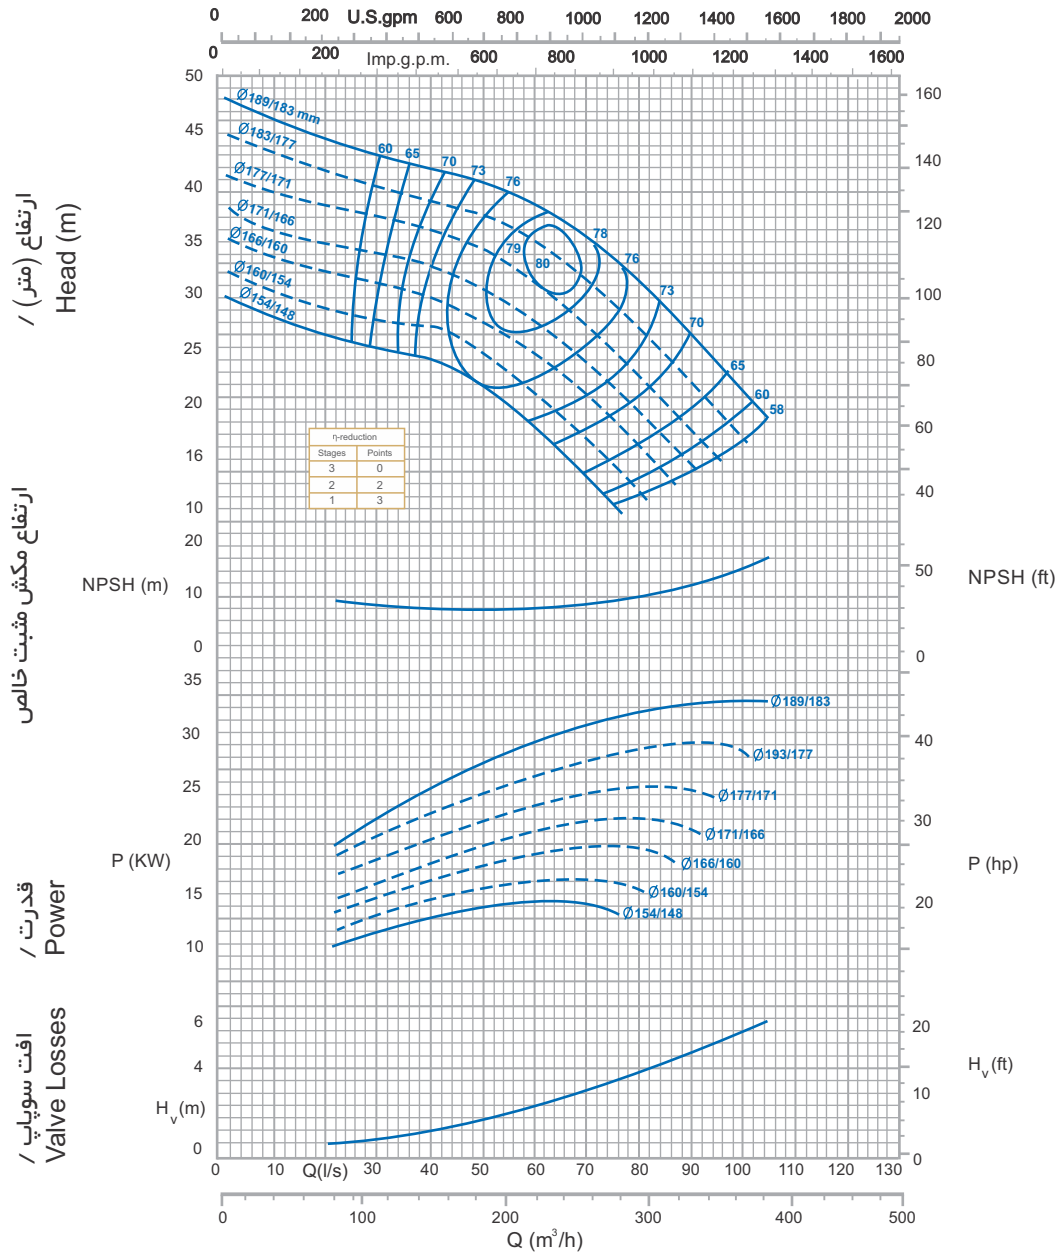 0 200 U.S.gpm 600 800 1000 1200 1400 1600 1800 2000
0 200 Imp.g.p.m. 600 800 1000 1200 1400 1600
ارتفاع (متر) /
Head (m)
50
45
40
35
30
25
20
16
10
160
140
120
100
80
60
40
Ø189/183 mm
Ø183/177
Ø177/171
Ø171/166
Ø166/160
Ø160/154
Ø154/148
60 65 70 73 76
79 80 78
76
73
70
65
60
58
η-reduction
Stages Points
3 0
2 2
1 3
ارتفاع مکش مثبت خالص
NPSH (m)
20
10
0
NPSH (ft)
50
0
قدرت /
Power
P (KW)
35
30
25
20
15
10
P (hp)
40
30
20
Ø189/183
Ø193/177
Ø177/171
Ø171/166
Ø166/160
Ø160/154
Ø154/148
افت سوپاپ /
Valve Losses
Hv(m)
6
4
0
Hv(ft)
20
10
0
0 10 Q(l/s) 30 40 50 60 70 80 90 100 110 120 130
0 100 200 300 400 500
Q (m³/h)